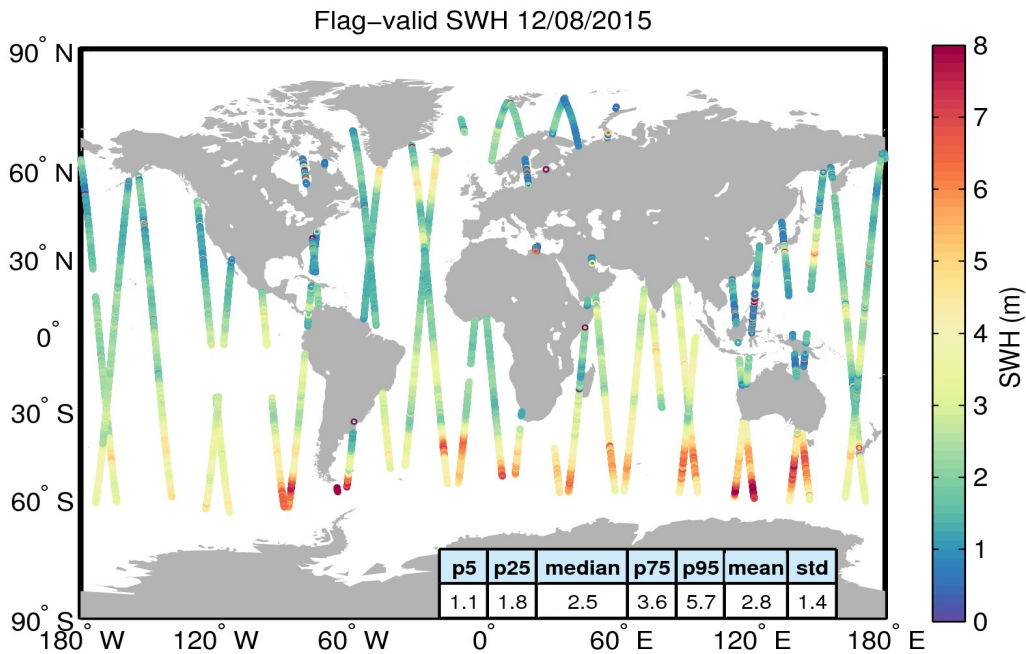 Flag−valid SWH 12/08/2015
90° N
60° N
30° N
0°
30° S
60° S
90° S
180° W
120° W
60° W
0°
60° E
120° E
180° E
p5 p25 median p75 p95 mean std
1.1 1.8 2.5 3.6 5.7 2.8 1.4
8
7
6
5
4
3
2
1
0
SWH (m)